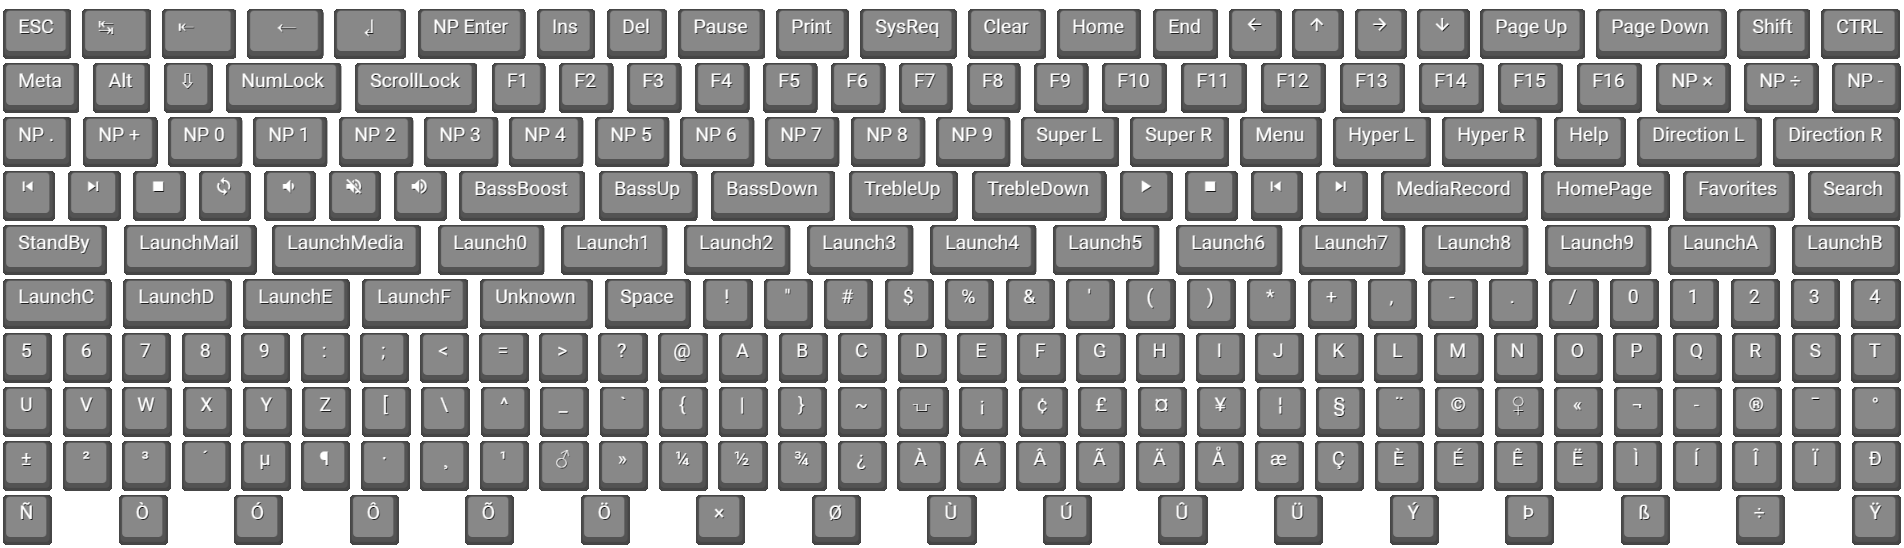 ESC ↹ ⇤ ← ↲ NP Enter Ins Del Pause Print SysReq Clear Home End ← ↑ → ↓ Page Up Page Down Shift CTRL
Meta Alt ⇩ NumLock ScrollLock F1 F2 F3 F4 F5 F6 F7 F8 F9 F10 F11 F12 F13 F14 F15 F16 NP × NP ÷ NP -
NP . NP + NP 0 NP 1 NP 2 NP 3 NP 4 NP 5 NP 6 NP 7 NP 8 NP 9 Super L Super R Menu Hyper L Hyper R Help Direction L Direction R
BassBoost BassUp BassDown TrebleUp TrebleDown MediaRecord HomePage Favorites Search
StandBy LaunchMail LaunchMedia Launch0 Launch1 Launch2 Launch3 Launch4 Launch5 Launch6 Launch7 Launch8 Launch9 LaunchA LaunchB
LaunchC LaunchD LaunchE LaunchF Unknown Space ! " # $ % & ' ( ) * + , - . / 0 1 2 3 4
5 6 7 8 9 : ; < = > ? @ A B C D E F G H I J K L M N O P Q R S T
U V W X Y Z [ \ ^ _ ` { | } ~ ㅛ ¡ ¢ £ ¤ ¥ ¦ § ¨ © ♀ « ¬ - ® ¯ °
± ² ³ ´ µ ¶ · ¸ ¹ ♂ » ¼ ½ ¾ ¿ À Á Â Ã Ä Å æ Ç È É Ê Ë Ì Í Î Ï Ð
Ñ Ò Ó Ô Õ Ö × Ø Ù Ú Û Ü Ý Þ ß ÷ Ÿ